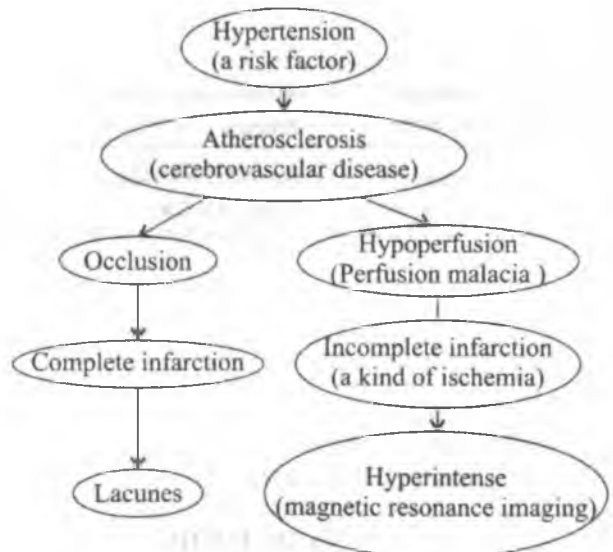 Hypertension
(a risk factor)
Atherosclerosis
(cerebrovascular disease)
Occlusion
Hypoperfusion
(Perfusion malacia )
Complete infarction
Incomplete infarction
(a kind of ischemia)
Lacunes
Hyperintense
(magnetic resonance imaging)